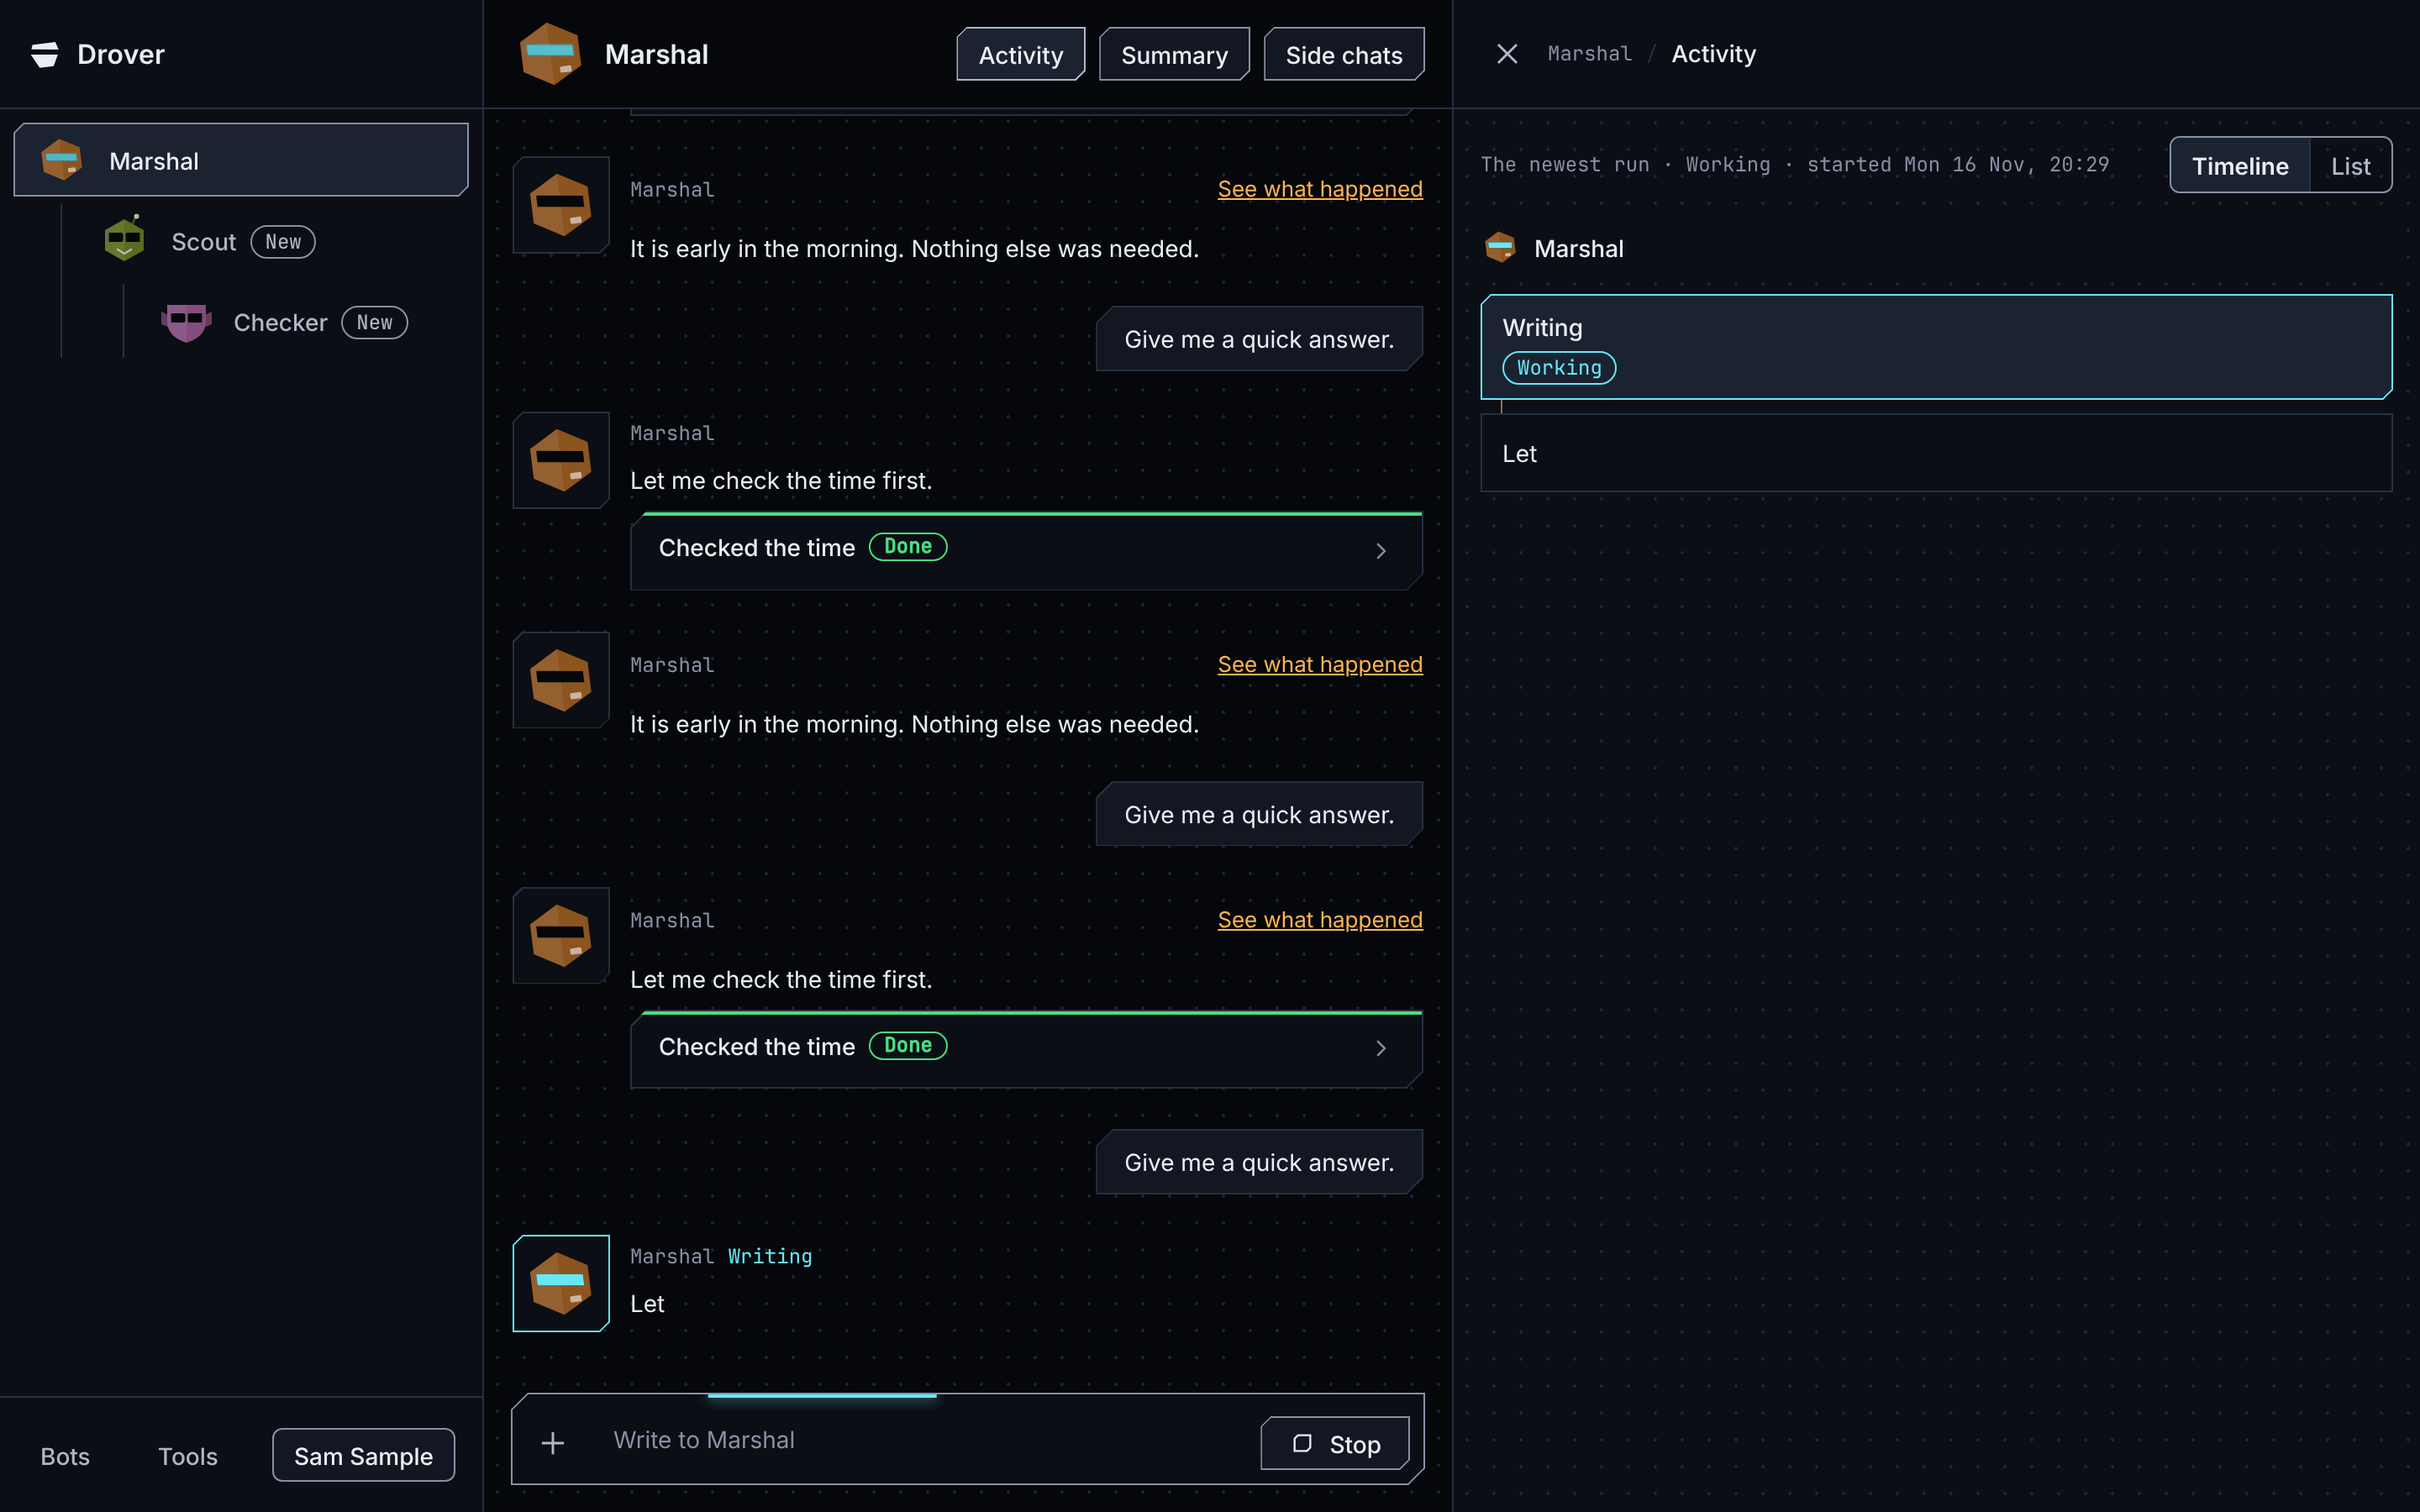 Drover
Marshal
Scout New
Checker New
Bots Tools Sam Sample
Marshal Activity Summary Side chats
Marshal See what happened
It is early in the morning. Nothing else was needed.
Give me a quick answer.
Marshal
Let me check the time first.
Checked the time Done
Marshal See what happened
It is early in the morning. Nothing else was needed.
Give me a quick answer.
Marshal See what happened
Let me check the time first.
Checked the time Done
Give me a quick answer.
Marshal Writing
Let
Write to Marshal Stop
Marshal / Activity
The newest run · Working · started Mon 16 Nov, 20:29 Timeline List
Marshal
Writing
Working
Let